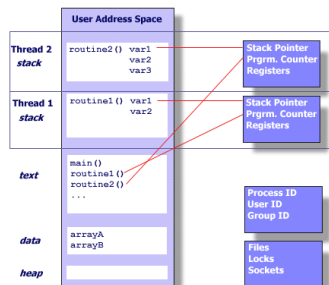 User Address Space
Thread 2
stack
routine2() var1
var2
var3
Stack Pointer
Prgrm. Counter
Registers
Thread 1
stack
routine1() var1
var2
Stack Pointer
Prgrm. Counter
Registers
text
main()
routine1()
routine2()
...
Process ID
User ID
Group ID
data
arrayA
arrayB
Files
Locks
Sockets
heap